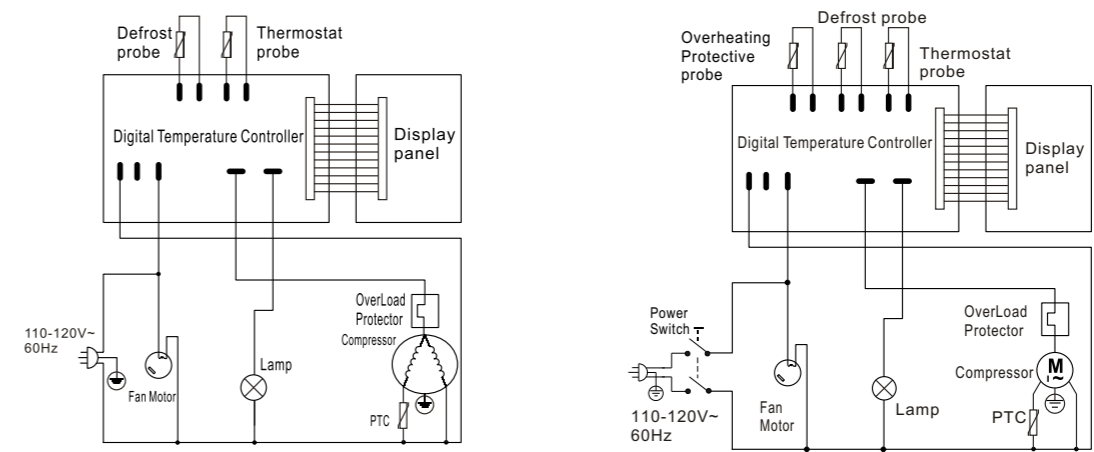 Defrost
probe
Thermostat
probe
Digital Temperature Controller
Display
panel
OverLoad
Protector
Compressor
110-120V~
60Hz
Fan Motor
Lamp
PTC
Defrost probe
Overheating
Protective
probe
Thermostat
probe
Digital Temperature Controller
Display
panel
Power
Switch
OverLoad
Protector
Compressor
M
~
110-120V~
60Hz
Fan
Motor
Lamp
PTC